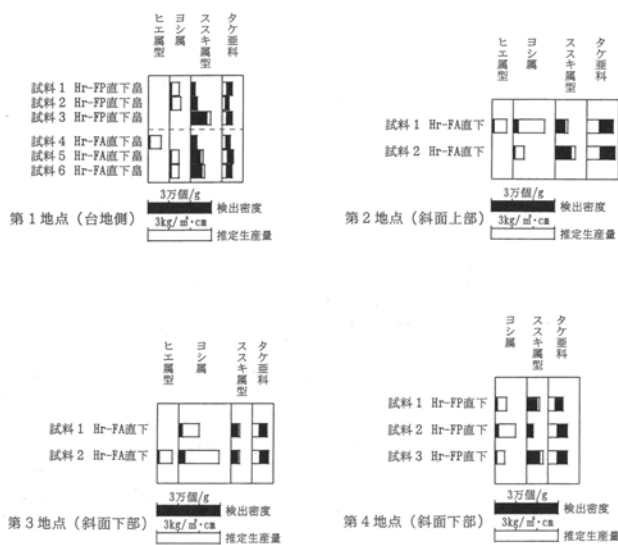 ヒエ属型
ヨシ属
ススキ属型
タケ亜科
試料1 Hr-FP直下畠
試料2 Hr-FP直下畠
試料3 Hr-FP直下畠
試料4 Hr-FA直下畠
試料5 Hr-FA直下畠
試料6 Hr-FA直下畠
3万個/g
検出密度
3kg/㎡・cm
推定生産量
第1地点(台地側)
ヒエ属型
ヨシ属
ススキ属型
タケ亜科
試料1 Hr-FA直下
試料2 Hr-FA直下
3万個/g
検出密度
3kg/㎡・cm
推定生産量
第2地点(斜面上部)
ヒエ属型
ヨシ属
ススキ属型
タケ亜科
試料1 Hr-FA直下
試料2 Hr-FA直下
3万個/g
検出密度
3kg/㎡・cm
推定生産量
第3地点(斜面下部)
ヨシ属
ススキ属型
タケ亜科
試料1 Hr-FP直下
試料2 Hr-FP直下
試料3 Hr-FP直下
3万個/g
検出密度
3kg/㎡・cm
推定生産量
第4地点(斜面下部)